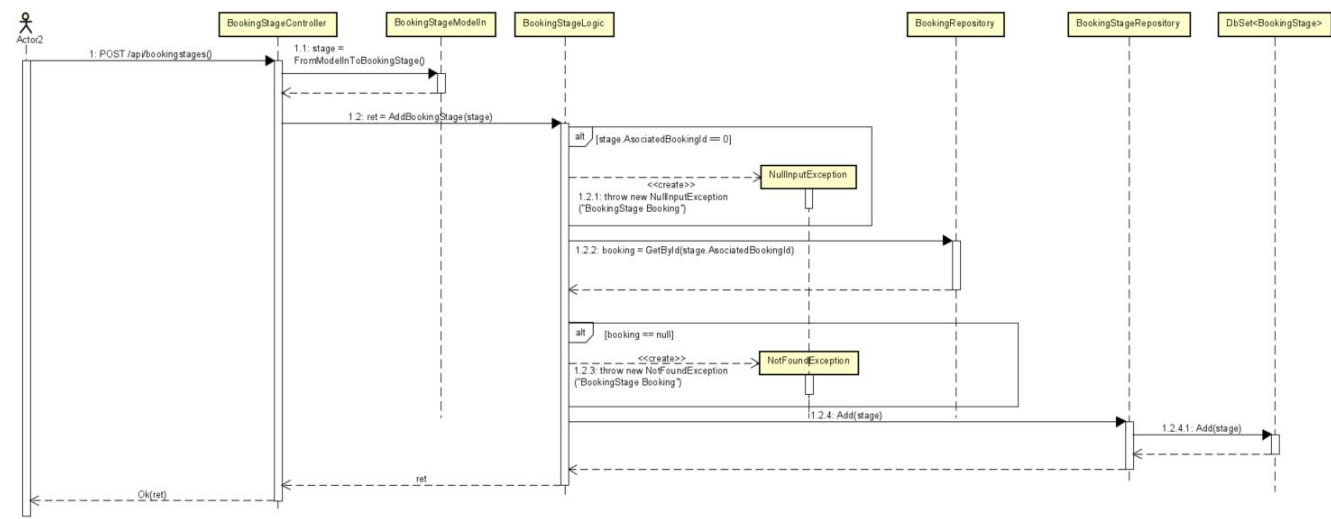 BookingStageController
BookingStageModelIn
BookingStageLogic
BookingRepository
BookingStageRepository
DbSet<BookingStage>
Actor2
1: POST /api/bookingstages()
1.1: stage =
FromModelInToBookingStage()
1.2: ret = AddBookingStage(stage)
alt
[stage.AsociatedBookingId == 0]
NullInputException
<<create>>
1.2.1: throw new NullInputException
("BookingStage Booking")
1.2.2: booking = GetById(stage.AsociatedBookingId)
alt
[booking == null]
<<create>>
NotFoundException
1.2.3: throw new NotFoundException
("BookingStage Booking")
1.2.4: Add(stage)
1.2.4.1: Add(stage)
ret
Ok(ret)